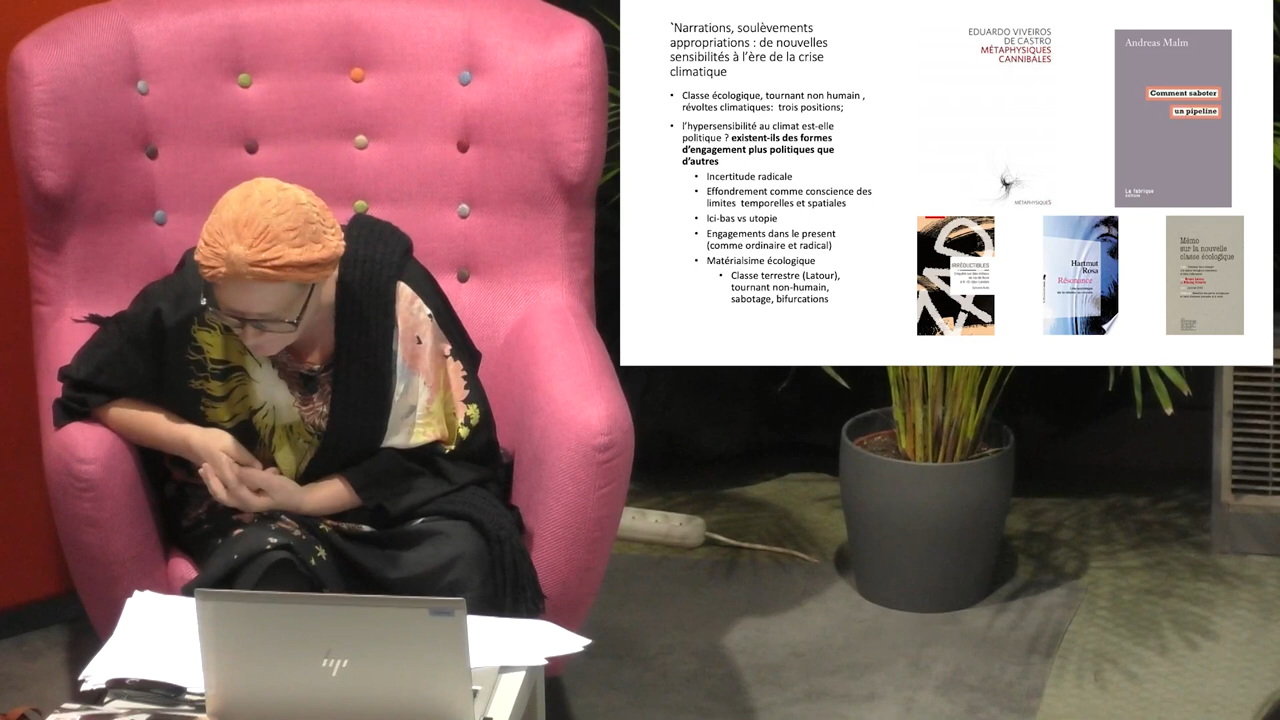 `Narrations, soulèvements
appropriations : de nouvelles
sensibilités à l'ère de la crise
climatique
• Classe écologique, tournant non humain ,
révoltes climatiques: trois positions;
• l'hypersensibilité au climat est-elle
politique ? existent-ils des formes
d'engagement plus politiques que
d'autres
• Incertitude radicale
• Effondrement comme conscience des
limites temporelles et spatiales
• Ici-bas vs utopie
• Engagements dans le present
(comme ordinaire et radical)
• Matérialsime écologique
• Classe terrestre (Latour),
tournant non-humain,
sabotage, bifurcations
EDUARDO VIVEIROS
DE CASTRO
MÉTAPHYSIQUES
CANNIBALES
MÉTAPHYSIQUES
Andreas Malm
Comment saboter
un pipeline
La fabrique
éditions
ZAD
IRRÉDUCTIBLES
Hartmut
Rosa
Résonance
Mémo
sur la nouvelle
classe écologique
hp